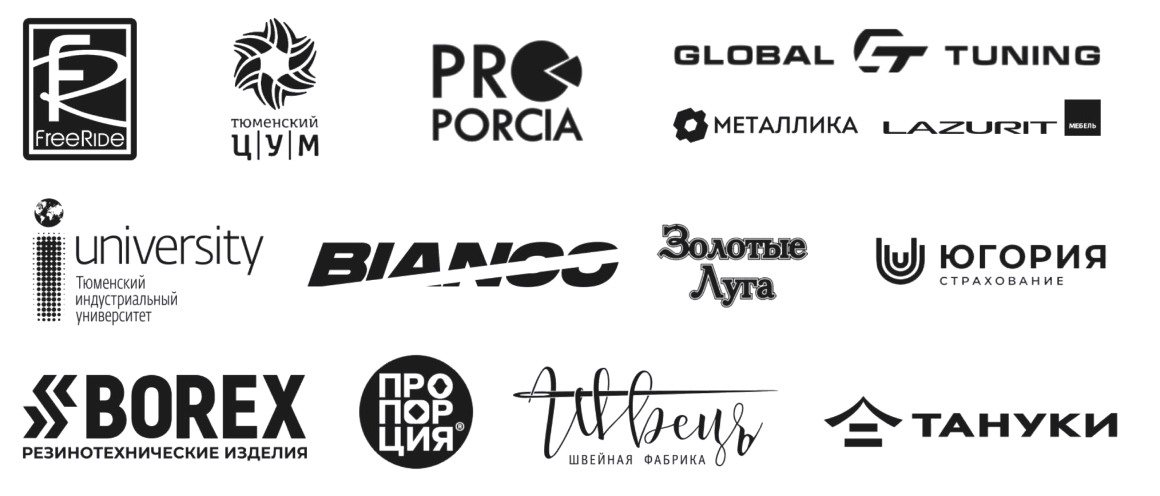 FREERIDE
тюменский
Ц|У|М
PRO
PORCIA
GLOBAL GT TUNING
МЕТАЛЛИКА
LAZURIT МЕБЕЛЬ
i university
Тюменский
индустриальный
университет
BIANCO
Золотые
Луга
ЮГОРИЯ
СТРАХОВАНИЕ
BOREX
РЕЗИНОТЕХНИЧЕСКИЕ ИЗДЕЛИЯ
ПРО
ПОР
ЦИЯ®
Швецъ
ШВЕЙНАЯ ФАБРИКА
ТАНУКИ